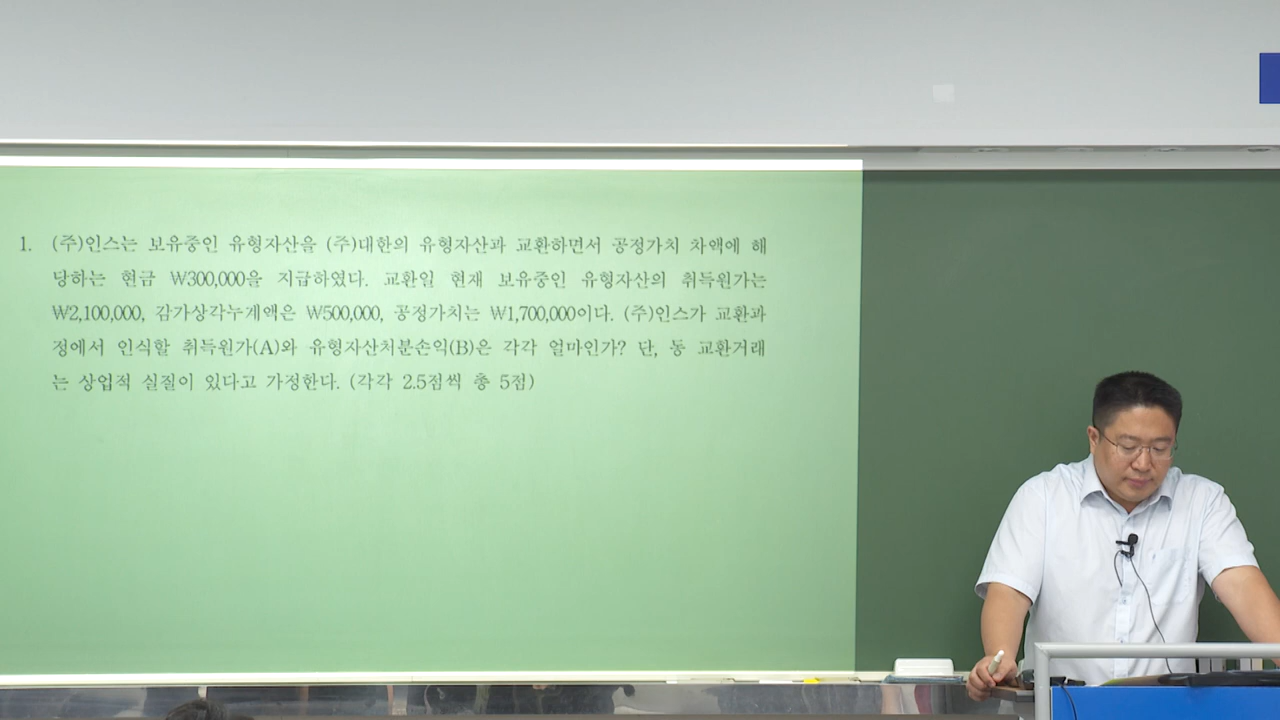 1. (주)인스는 보유중인 유형자산을 (주)대한의 유형자산과 교환하면서 공정가치 차액에 해
당하는 현금 ₩300,000을 지급하였다. 교환일 현재 보유중인 유형자산의 취득원가는
₩2,100,000, 감가상각누계액은 ₩500,000, 공정가치는 ₩1,700,000이다. (주)인스가 교환과
정에서 인식할 취득원가(A)와 유형자산처분손익(B)은 각각 얼마인가? 단, 동 교환거래
는 상업적 실질이 있다고 가정한다. (각각 2.5점씩 총 5점)